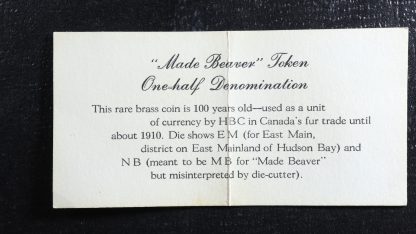 "Made Beaver" Token
One-half Denomination
This rare brass coin is 100 years old—used as a unit
of currency by HBC in Canada's fur trade until
about 1910. Die shows E M (for East Main,
district on East Mainland of Hudson Bay) and
N B (meant to be M B for "Made Beaver"
but misinterpreted by die-cutter).